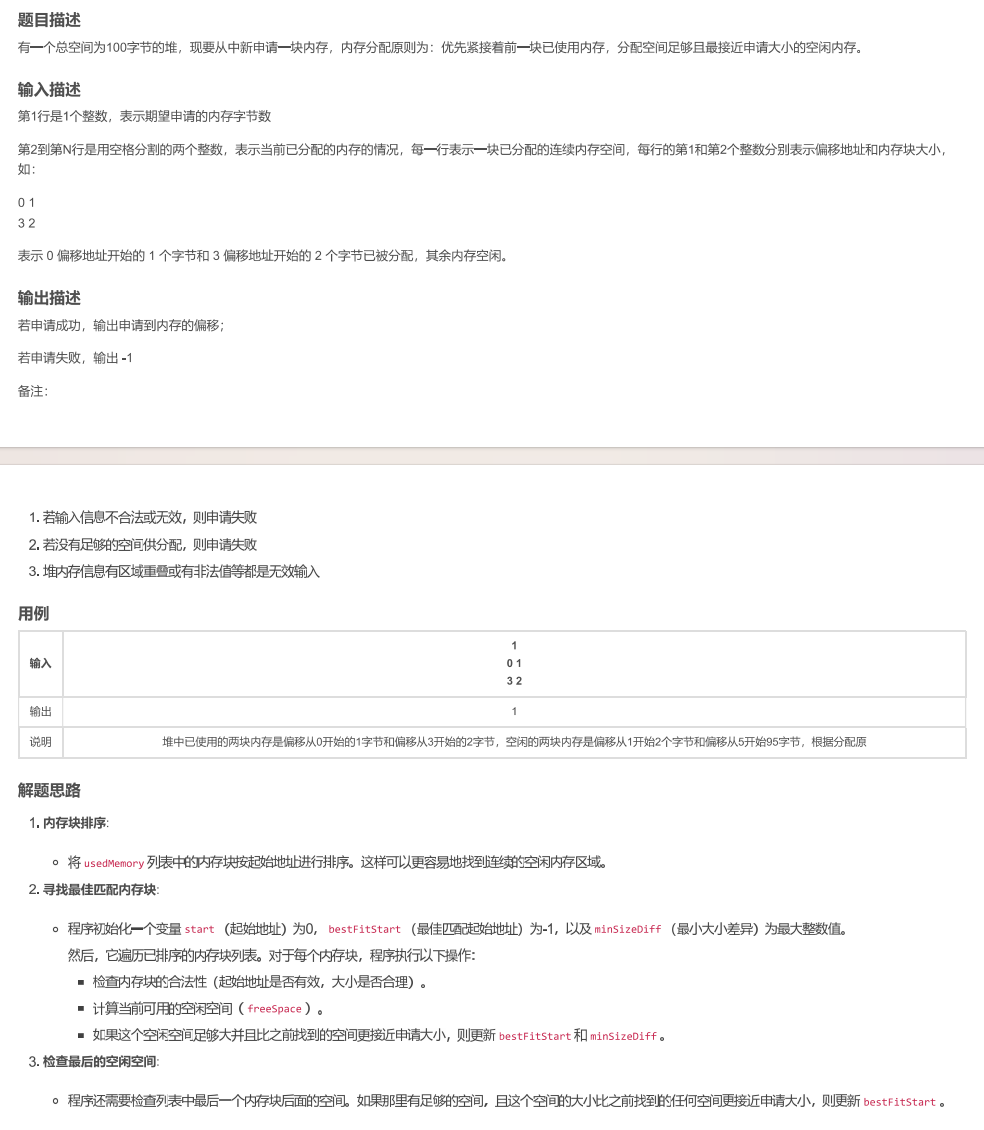 题目描述
有一个总空间为100字节的堆，现要从中新申请一块内存，内存分配原则为：优先紧接着前一块已使用内存，分配空间足够且最接近申请大小的空闲内存。
输入描述
第1行是1个整数，表示期望申请的内存字节数
第2到第N行是用空格分割的两个整数，表示当前已分配的内存的情况，每一行表示一块已分配的连续内存空间，每行的第1和第2个整数分别表示偏移地址和内存块大小，
如：
0 1
3 2
表示 0 偏移地址开始的 1 个字节和 3 偏移地址开始的 2 个字节已被分配，其余内存空闲。
输出描述
若申请成功，输出申请到内存的偏移；
若申请失败，输出 -1
备注：
1. 若输入信息不合法或无效，则申请失败
2. 若没有足够的空间供分配，则申请失败
3. 堆内存信息有区域重叠或有非法值等都是无效输入
用例
输入
1
0 1
3 2
输出 1
说明 堆中已使用的两块内存是偏移从0开始的1字节和偏移从3开始的2字节，空闲的两块内存是偏移从1开始2个字节和偏移从5开始95字节，根据分配原
解题思路
1. 内存块排序:
将 usedMemory 列表中的内存块按起始地址进行排序。这样可以更容易地找到连续的空闲内存区域。
2. 寻找最佳匹配内存块:
程序初始化一个变量 start （起始地址）为0， bestFitStart （最佳匹配起始地址）为-1，以及 minSizeDiff （最小大小差异）为最大整数值。
然后，它遍历已排序的内存块列表。对于每个内存块，程序执行以下操作：
检查内存块的合法性（起始地址是否有效，大小是否合理）。
计算当前可用的空闲空间（ freeSpace ）。
如果这个空闲空间足够大并且比之前找到的空间更接近申请大小，则更新 bestFitStart 和 minSizeDiff 。
3. 检查最后的空闲空间:
程序还需要检查列表中最后一个内存块后面的空间。如果那里有足够的空间，且这个空间的大小比之前找到的任何空间更接近申请大小，则更新 bestFitStart 。